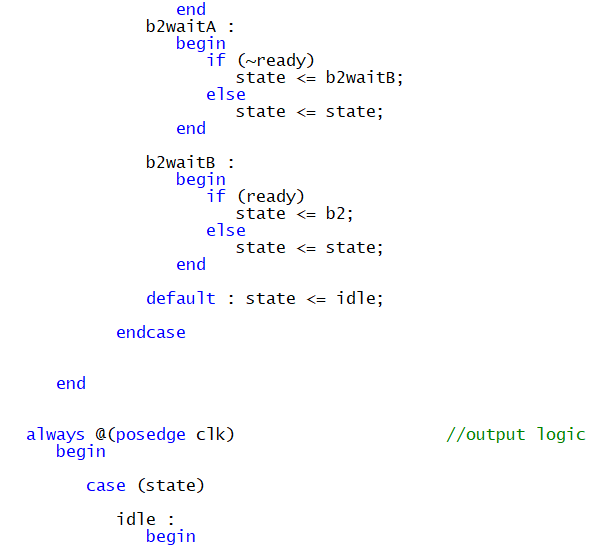 end
b2waitA :
begin
if (~ready)
state <= b2waitB;
else
state <= state;
end
b2waitB :
begin
if (ready)
state <= b2;
else
state <= state;
end
default : state <= idle;
endcase
end
always @(posedge clk) //output logic
begin
case (state)
idle :
begin